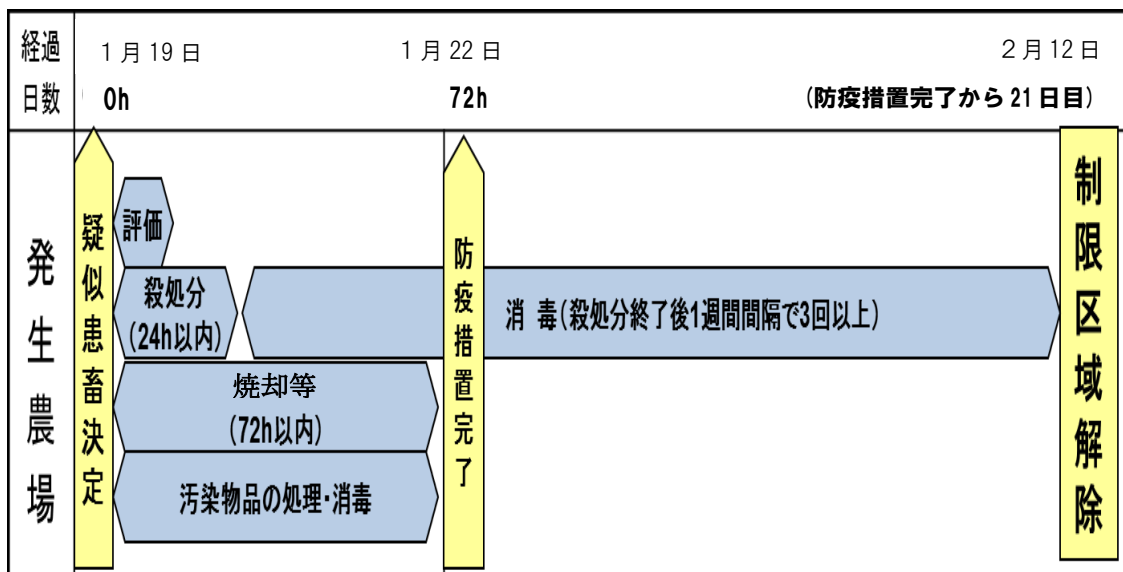 経過
日数
1月19日
0h
1月22日
72h
2月12日
(防疫措置完了から21日目)
発生農場
疑似患畜決定
評価
殺処分
(24h以内)
消 毒(殺処分終了後1週間間隔で3回以上)
焼却等
(72h以内)
汚染物品の処理・消毒
防疫措置完了
制限区域解除